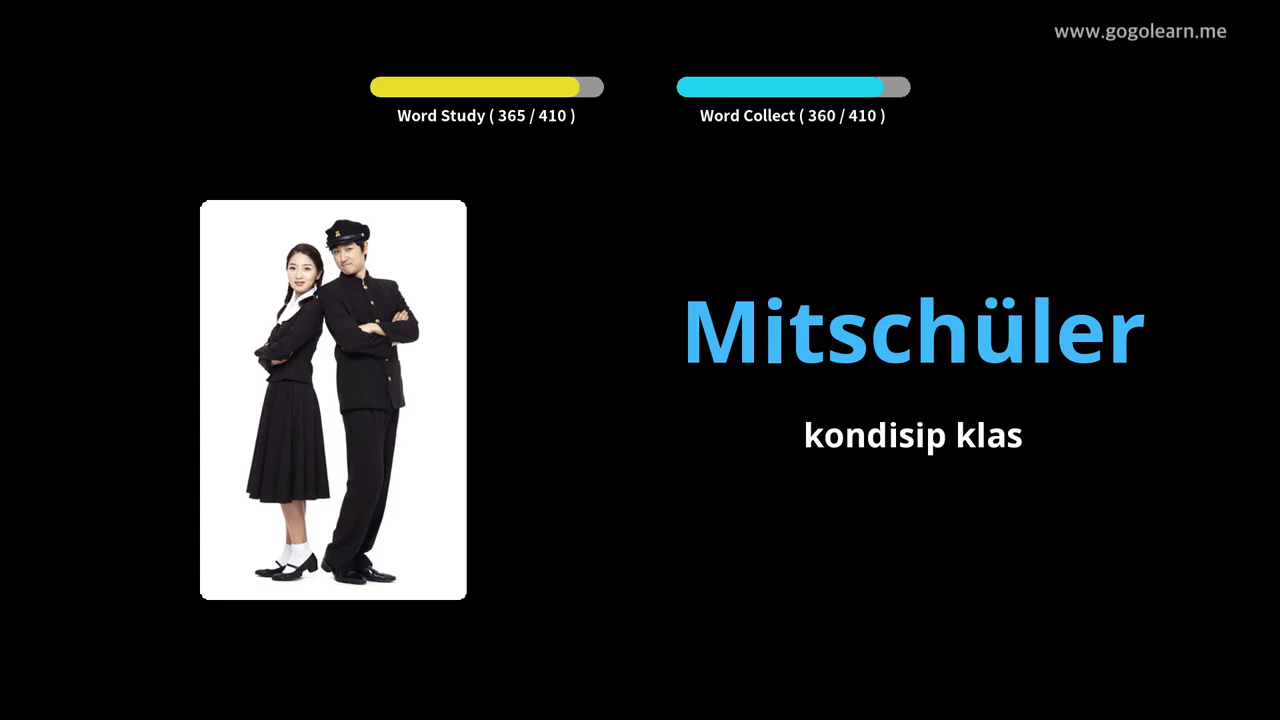 www.gogolearn.me
Word Study ( 365 / 410 )
Word Collect ( 360 / 410 )
Mitschüler
kondisip klas